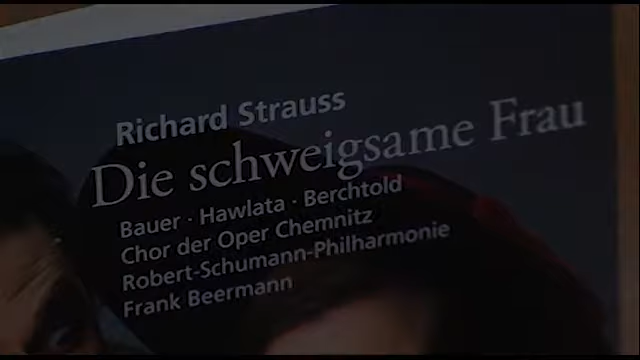 Richard Strauss
Die schweigsame Frau
Bauer · Hawlata · Berchtold
Chor der Oper Chemnitz
Robert-Schumann-Philharmonie
Frank Beermann